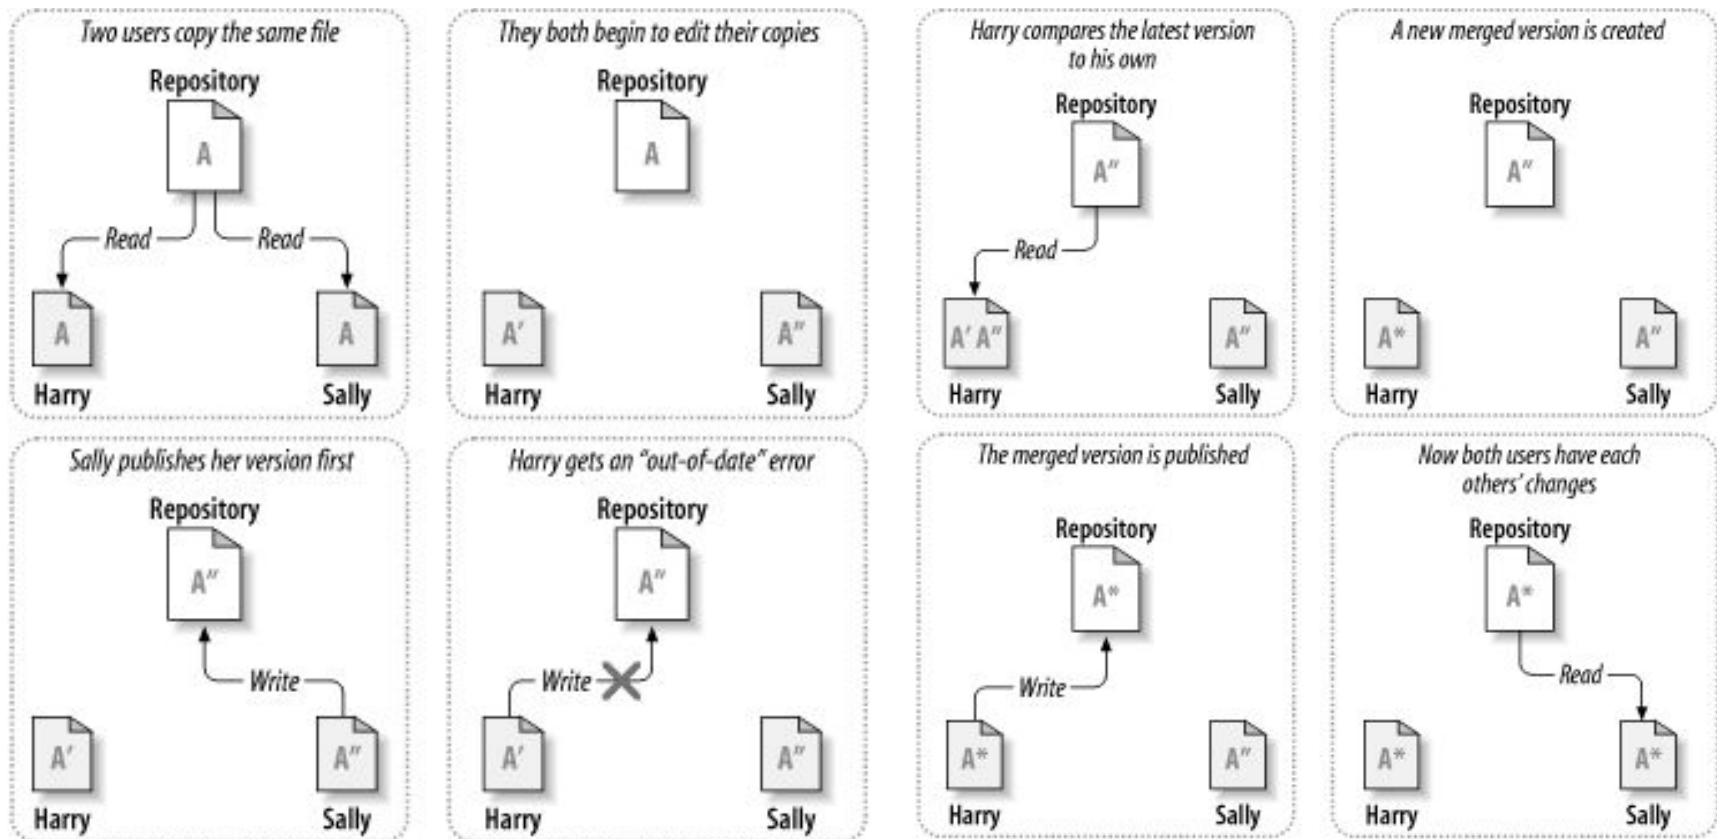 Two users copy the same file
Repository
A
Read
Read
A
A
Harry
Sally
They both begin to edit their copies
Repository
A
A′
A″
Harry
Sally
Sally publishes her version first
Repository
A″
Write
A′
A″
Harry
Sally
Harry gets an “out-of-date” error
Repository
A″
Write
A′
A″
Harry
Sally
Harry compares the latest version
to his own
Repository
A″
Read
A′ A″
A″
Harry
Sally
A new merged version is created
Repository
A″
A*
A″
Harry
Sally
The merged version is published
Repository
A*
Write
A*
A″
Harry
Sally
Now both users have each
others’ changes
Repository
A*
Read
A*
A*
Harry
Sally